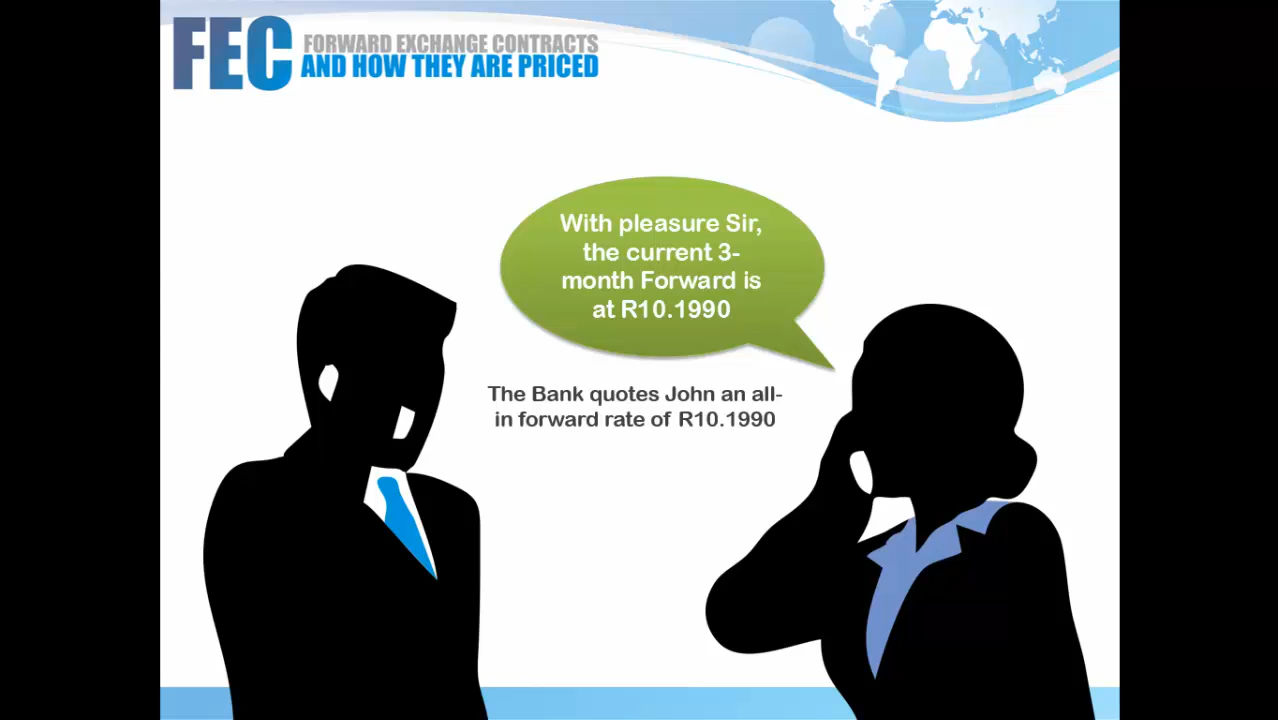 FEC FORWARD EXCHANGE CONTRACTS
AND HOW THEY ARE PRICED
With pleasure Sir,
the current 3-
month Forward is
at R10.1990
The Bank quotes John an all-
in forward rate of R10.1990